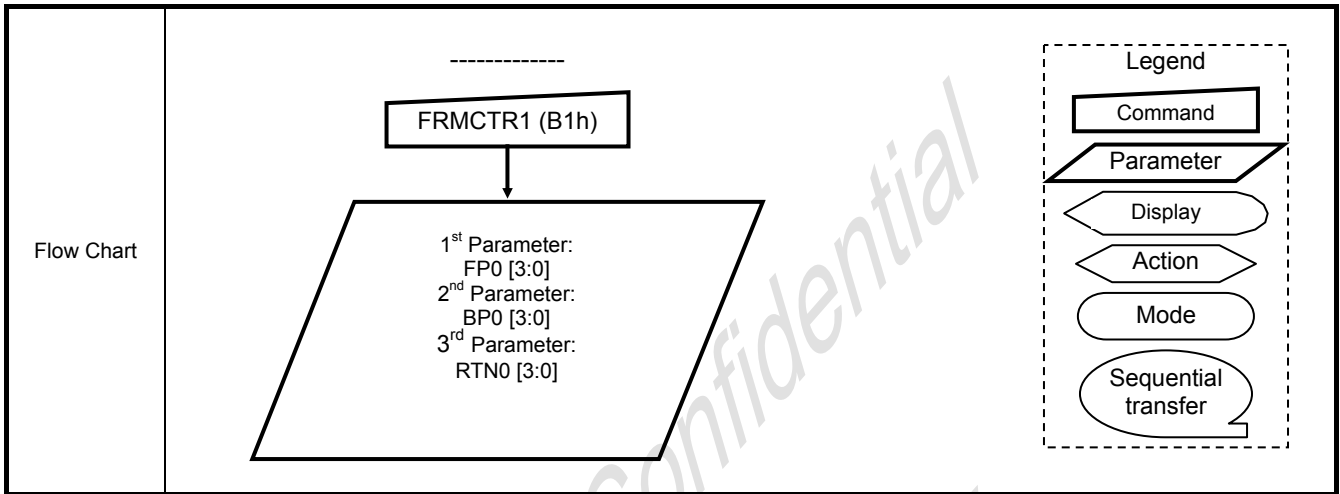 Flow Chart
-------------
FRMCTR1 (B1h)
1st Parameter:
FP0 [3:0]
2nd Parameter:
BP0 [3:0]
3rd Parameter:
RTN0 [3:0]
Legend
Command
Parameter
Display
Action
Mode
Sequential
transfer
Confidential